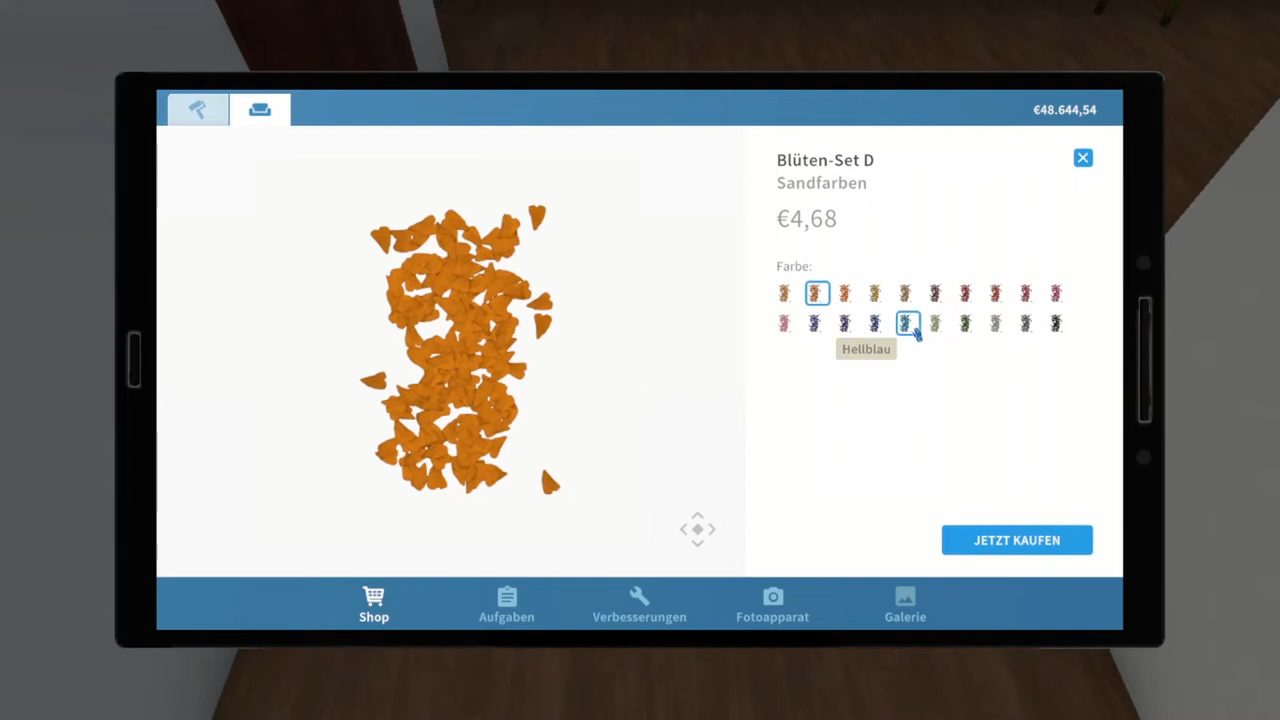 €48.644,54
Blüten-Set D
Sandfarben
€4,68
Farbe:
Hellblau
JETZT KAUFEN
Shop
Aufgaben
Verbesserungen
Fotoapparat
Galerie